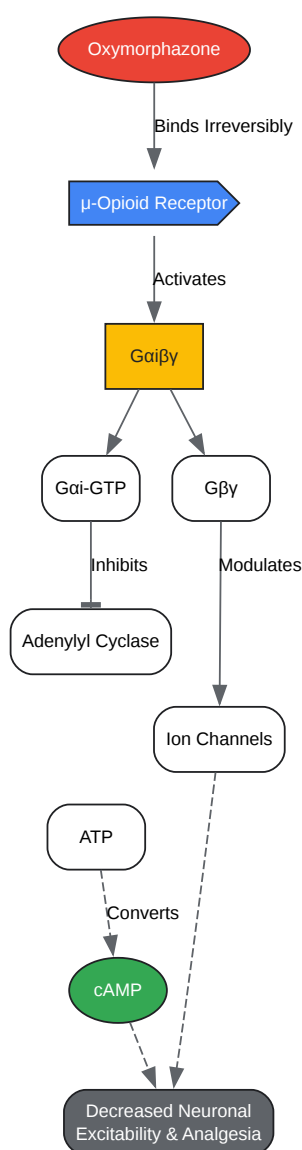 Oxymorphazone
Binds Irreversibly
μ-Opioid Receptor
Activates
Gαiβγ
Gαi-GTP
Gβγ
Inhibits
Modulates
Adenylyl Cyclase
Ion Channels
ATP
Converts
cAMP
Decreased Neuronal
Excitability & Analgesia